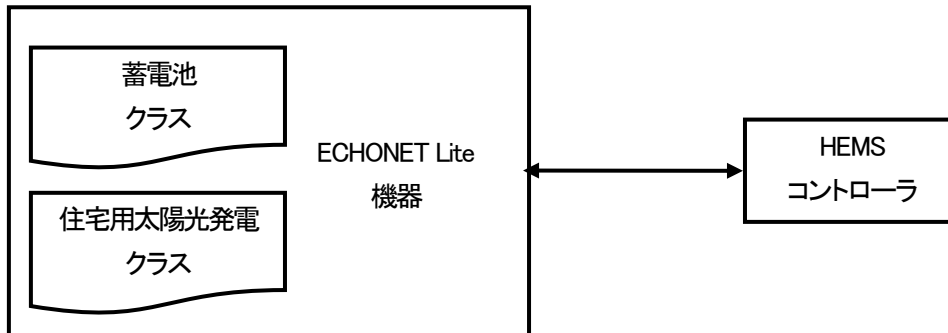 蓄電池
クラス
ECHONET Lite
機器
住宅用太陽光発電
クラス
HEMS
コントローラ